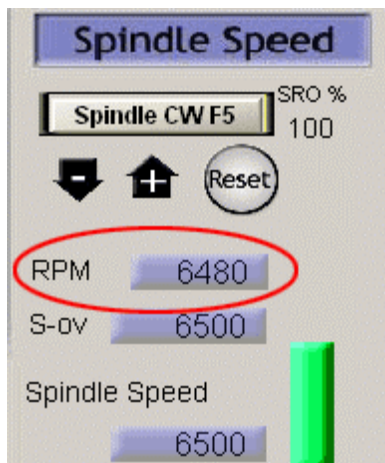 Spindle Speed
Spindle CW F5
SRO %
100
- + Reset
RPM 6480
S-ov 6500
Spindle Speed
6500